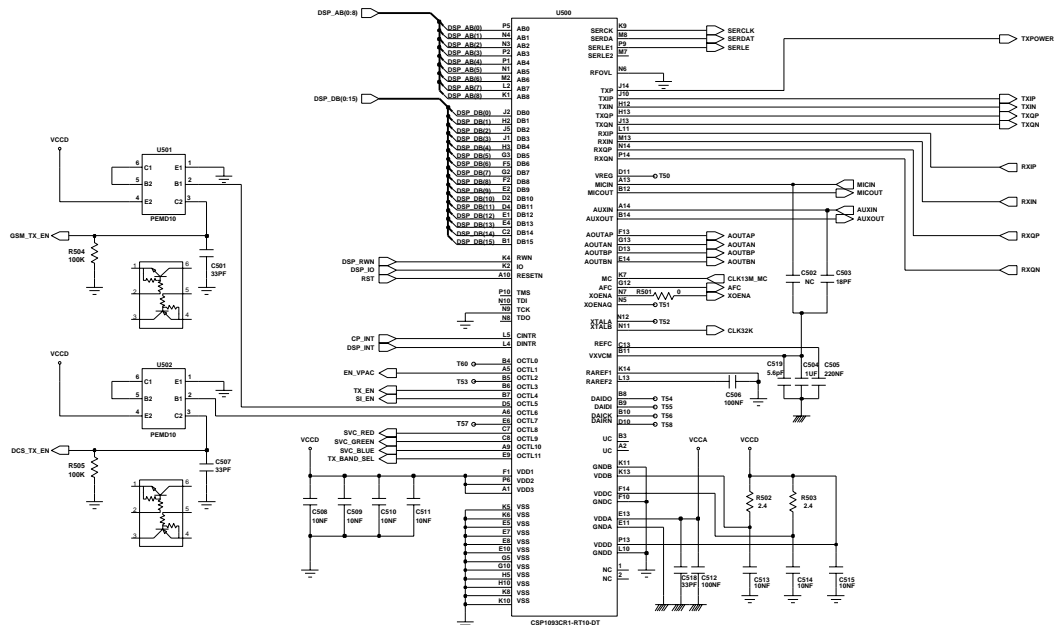 DSP_AB(0:8)
U500
DSP_AB(0) P5 AB0
DSP_AB(1) N4 AB1
DSP_AB(2) N3 AB2
DSP_AB(3) P2 AB3
DSP_AB(4) P1 AB4
DSP_AB(5) N1 AB5
DSP_AB(6) M2 AB6
DSP_AB(7) L2 AB7
DSP_AB(8) K1 AB8
DSP_DB(0:15)
DSP_DB(0) J2 DB0
DSP_DB(1) H2 DB1
DSP_DB(2) J5 DB2
DSP_DB(3) J1 DB3
DSP_DB(4) H3 DB4
DSP_DB(5) G3 DB5
DSP_DB(6) F5 DB6
DSP_DB(7) G2 DB7
DSP_DB(8) F2 DB8
DSP_DB(9) E2 DB9
DSP_DB(10) D2 DB10
DSP_DB(11) D4 DB11
DSP_DB(12) E1 DB12
DSP_DB(13) E4 DB13
DSP_DB(14) C2 DB14
DSP_DB(15) B1 DB15
DSP_RWN K4 RWN
DSP_IO K2 IO
RST A10 RESETN
P10 TMS
N10 TDI
N9 TCK
N8 TDO
CP_INT L5 CINTR
DSP_INT L4 DINTR
T60 B4 OCTL0
EN_VPAC A5 OCTL1
T53 B5 OCTL2
TX_EN B6 OCTL3
SI_EN B7 OCTL4
D5 OCTL5
A6 OCTL6
T57 E6 OCTL7
SVC_RED C7 OCTL8
SVC_GREEN C8 OCTL9
SVC_BLUE A9 OCTL10
TX_BAND_SEL E9 OCTL11
VCCD
F1 VDD1
P6 VDD2
A1 VDD3
C508 10NF
C509 10NF
C510 10NF
C511 10NF
K5 VSS
K6 VSS
E5 VSS
E7 VSS
E8 VSS
E10 VSS
G5 VSS
G10 VSS
H5 VSS
H10 VSS
K8 VSS
K10 VSS
CSP1093CR1-RT10-DT
VCCD
U501
6 C1 E1 1
5 B2 B1 2
4 E2 C2 3
PEMD10
GSM_TX_EN
R504 100K
C501 33PF
1 6
2 5
3 4
VCCD
U502
6 C1 E1 1
5 B2 B1 2
4 E2 C2 3
PEMD10
DCS_TX_EN
R505 100K
C507 33PF
1 6
2 5
3 4
SERCK K9 SERCLK
SERDA M8 SERDAT
SERLE1 P9 SERLE
SERLE2 M7
RFOVL N6
TXP J14 TXPOWER
TXIP J10 TXIP
TXIN H12 TXIN
TXQP H13 TXQP
TXQN J13 TXQN
RXIP L11 RXIP
RXIN M13 RXIN
RXQP N14 RXQP
RXQN P14 RXQN
VREG D11 T50
MICIN A13 MICIN
MICOUT B12 MICOUT
AUXIN A14 AUXIN
AUXOUT B14 AUXOUT
AOUTAP F13 AOUTAP
AOUTAN G13 AOUTAN
AOUTBP D13 AOUTBP
AOUTBN E14 AOUTBN
MC K7 CLK13M_MC
AFC G12 AFC
XOENA N7 R501 0 XOENA
XOENAQ N5 T51
XTALA N12 T52
XTALB N11 CLK32K
C502 NC
C503 18PF
REFC C13
VXVCM B11
C519 5.6pF
C504 1UF
C505 220NF
RAREF1 K14
RAREF2 L13
C506 100NF
DAIDO B8 T54
DAIDI B9 T55
DAICK B10 T56
DAIRN D10 T58
UC B3
UC A2
VCCA
VCCD
GNDB K11
VDDB K13
VDDC F14
GNDC F10
VDDA E13
GNDA E11
VDDD P13
GNDD L10
NC 1
NC 2
R502 2.4
R503 2.4
C518 33PF
C512 100NF
C513 10NF
C514 10NF
C515 10NF